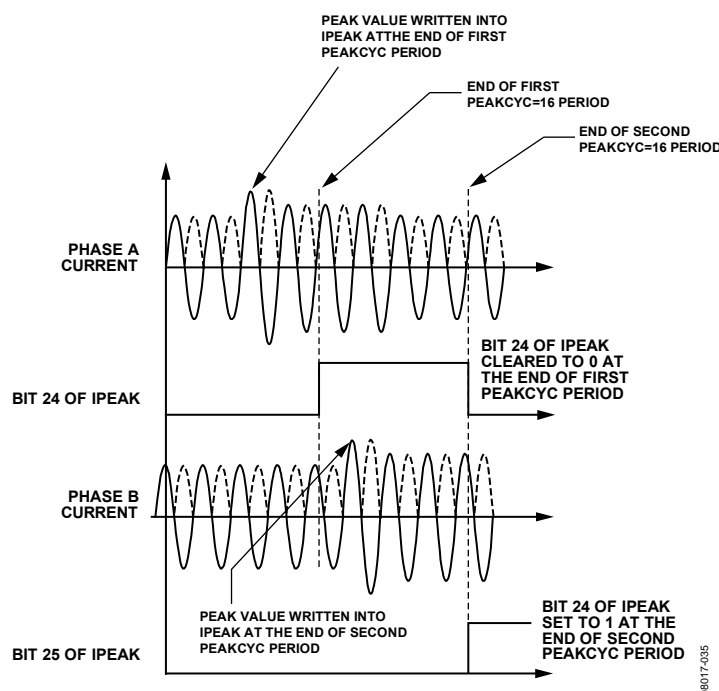 PEAK VALUE WRITTEN INTO
IPEAK ATTHE END OF FIRST
PEAKCYC PERIOD
END OF FIRST
PEAKCYC=16 PERIOD
END OF SECOND
PEAKCYC=16 PERIOD
PHASE A
CURRENT
BIT 24 OF IPEAK
CLEARED TO 0 AT
THE END OF FIRST
PEAKCYC PERIOD
BIT 24 OF IPEAK
PHASE B
CURRENT
PEAK VALUE WRITTEN INTO
IPEAK AT THE END OF SECOND
PEAKCYC PERIOD
BIT 24 OF IPEAK
SET TO 1 AT THE
END OF SECOND
PEAKCYC PERIOD
BIT 25 OF IPEAK
8017-035